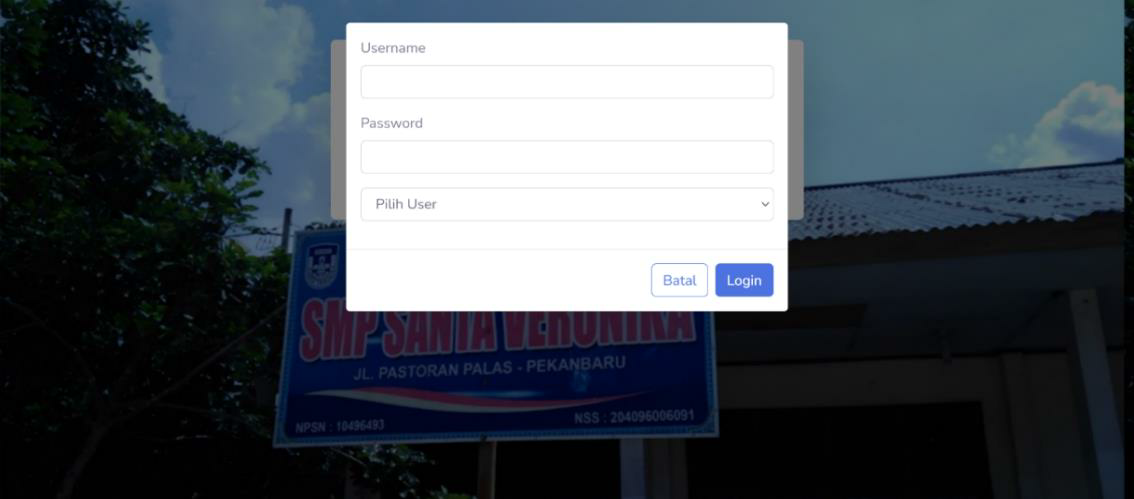 Username
Password
Pilih User
Batal Login
SMP SANTA VERONIKA
JL. PASTORAN PALAS - PEKANBARU
NPSN : 10496493
NSS : 204096006091